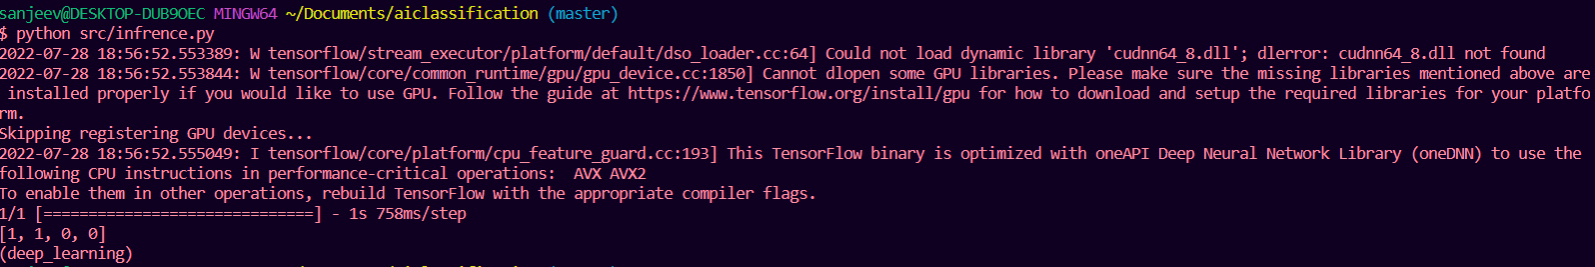 sanjeev@DESKTOP-DUB9OEC MINGW64 ~/Documents/aiclassification (master)
$ python src/infrence.py
2022-07-28 18:56:52.553389: W tensorflow/stream_executor/platform/default/dso_loader.cc:64] Could not load dynamic library 'cudnn64_8.dll'; dlerror: cudnn64_8.dll not found
2022-07-28 18:56:52.553844: W tensorflow/core/common_runtime/gpu/gpu_device.cc:1850] Cannot dlopen some GPU libraries. Please make sure the missing libraries mentioned above are
 installed properly if you would like to use GPU. Follow the guide at https://www.tensorflow.org/install/gpu for how to download and setup the required libraries for your platfo
rm.
Skipping registering GPU devices...
2022-07-28 18:56:52.555049: I tensorflow/core/platform/cpu_feature_guard.cc:193] This TensorFlow binary is optimized with oneAPI Deep Neural Network Library (oneDNN) to use the
following CPU instructions in performance-critical operations:  AVX AVX2
To enable them in other operations, rebuild TensorFlow with the appropriate compiler flags.
1/1 [==============================] - 1s 758ms/step
[1, 1, 0, 0]
(deep_learning)